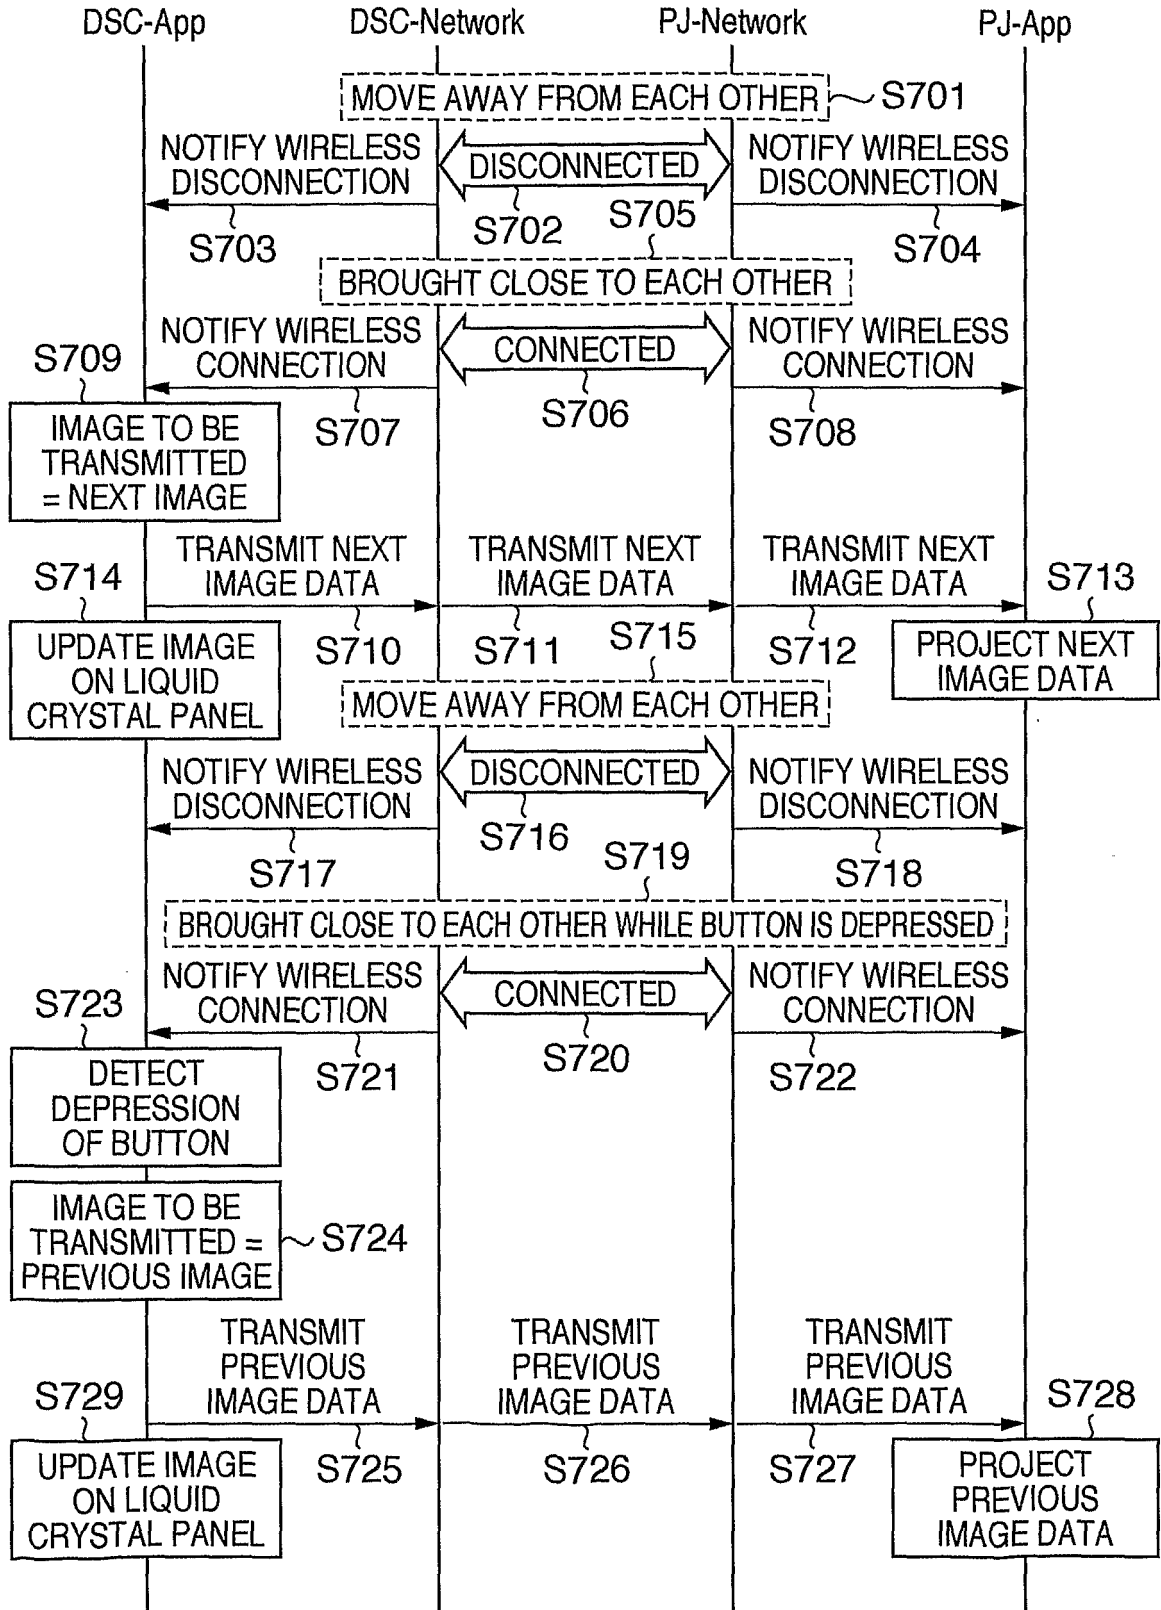 DSC-App
DSC-Network
PJ-Network
PJ-App
MOVE AWAY FROM EACH OTHER
S701
NOTIFY WIRELESS
DISCONNECTION
DISCONNECTED
NOTIFY WIRELESS
DISCONNECTION
S703
S702
S705
S704
BROUGHT CLOSE TO EACH OTHER
S709
NOTIFY WIRELESS
CONNECTION
CONNECTED
NOTIFY WIRELESS
CONNECTION
S707
S706
S708
IMAGE TO BE
TRANSMITTED
= NEXT IMAGE
S714
TRANSMIT NEXT
IMAGE DATA
TRANSMIT NEXT
IMAGE DATA
TRANSMIT NEXT
IMAGE DATA
S713
S710
S711
S715
S712
UPDATE IMAGE
ON LIQUID
CRYSTAL PANEL
PROJECT NEXT
IMAGE DATA
MOVE AWAY FROM EACH OTHER
NOTIFY WIRELESS
DISCONNECTION
DISCONNECTED
NOTIFY WIRELESS
DISCONNECTION
S717
S716
S719
S718
BROUGHT CLOSE TO EACH OTHER WHILE BUTTON IS DEPRESSED
S723
NOTIFY WIRELESS
CONNECTION
CONNECTED
NOTIFY WIRELESS
CONNECTION
S721
S720
S722
DETECT
DEPRESSION
OF BUTTON
IMAGE TO BE
TRANSMITTED =
PREVIOUS IMAGE
S724
S729
TRANSMIT
PREVIOUS
IMAGE DATA
TRANSMIT
PREVIOUS
IMAGE DATA
TRANSMIT
PREVIOUS
IMAGE DATA
S728
S725
S726
S727
UPDATE IMAGE
ON LIQUID
CRYSTAL PANEL
PROJECT
PREVIOUS
IMAGE DATA